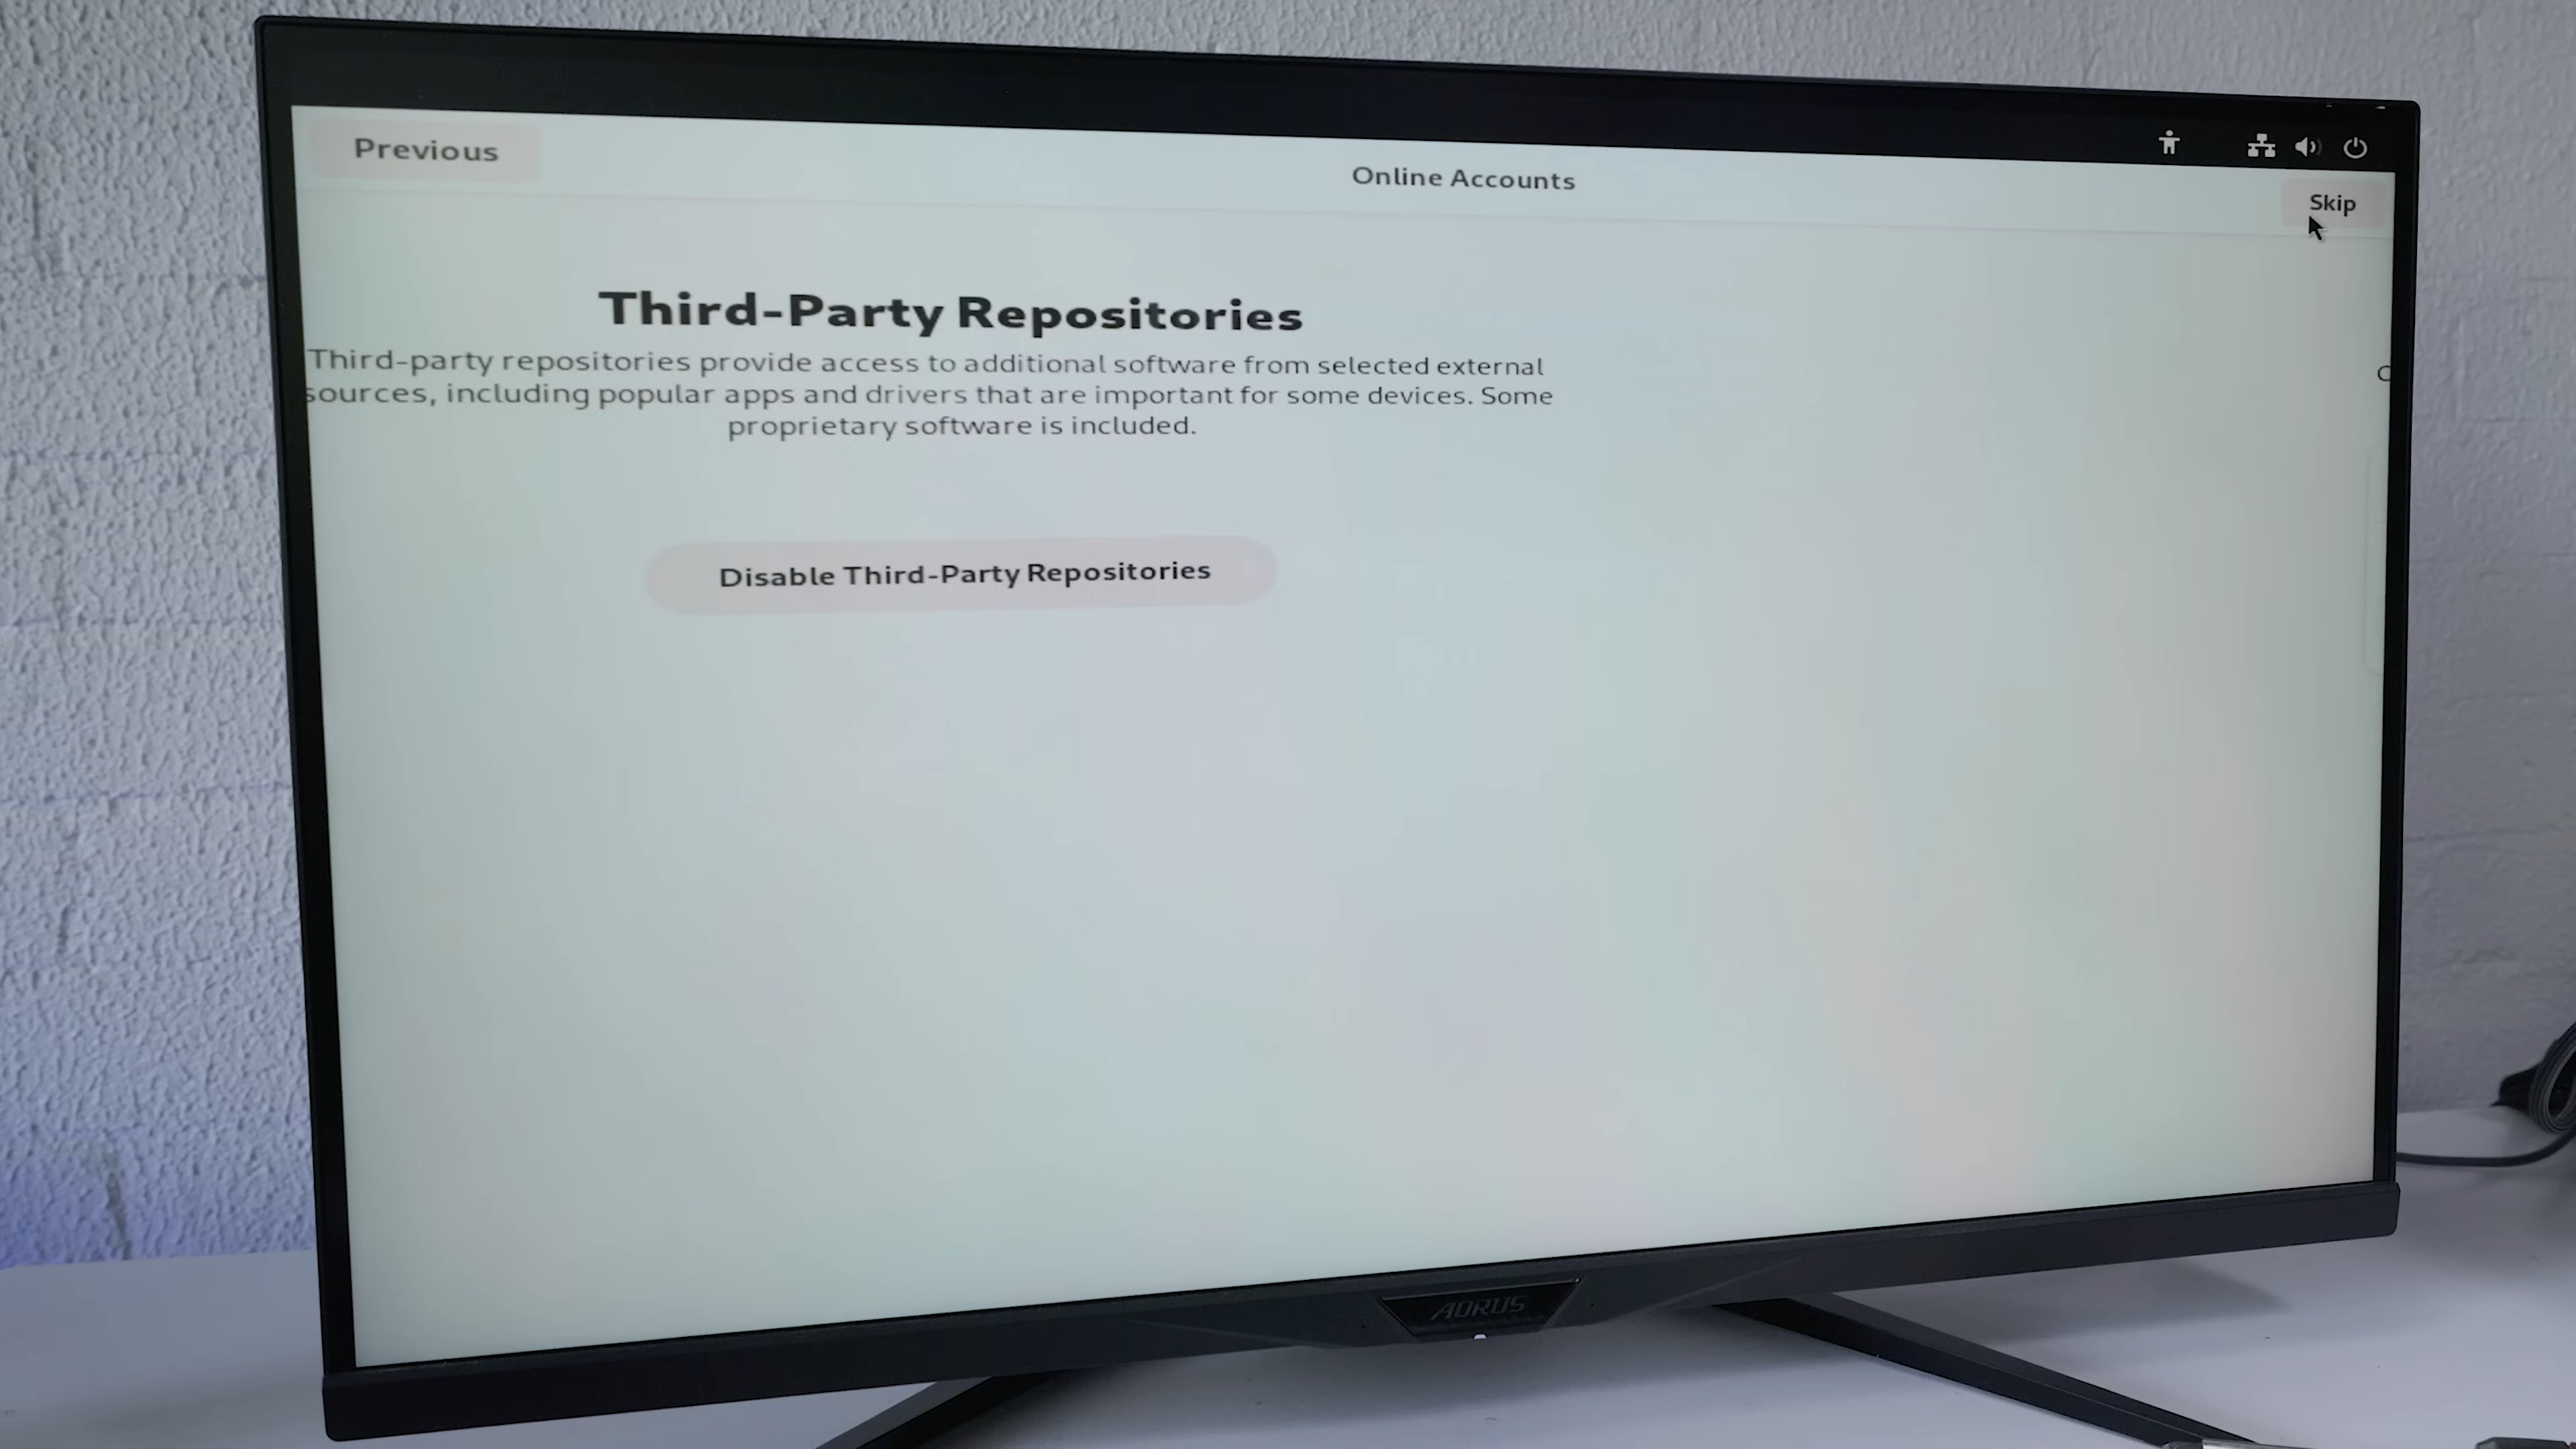 Previous
Online Accounts
Skip
Third-Party Repositories
Third-party repositories provide access to additional software from selected external
sources, including popular apps and drivers that are important for some devices. Some
proprietary software is included.
Disable Third-Party Repositories
AORUS